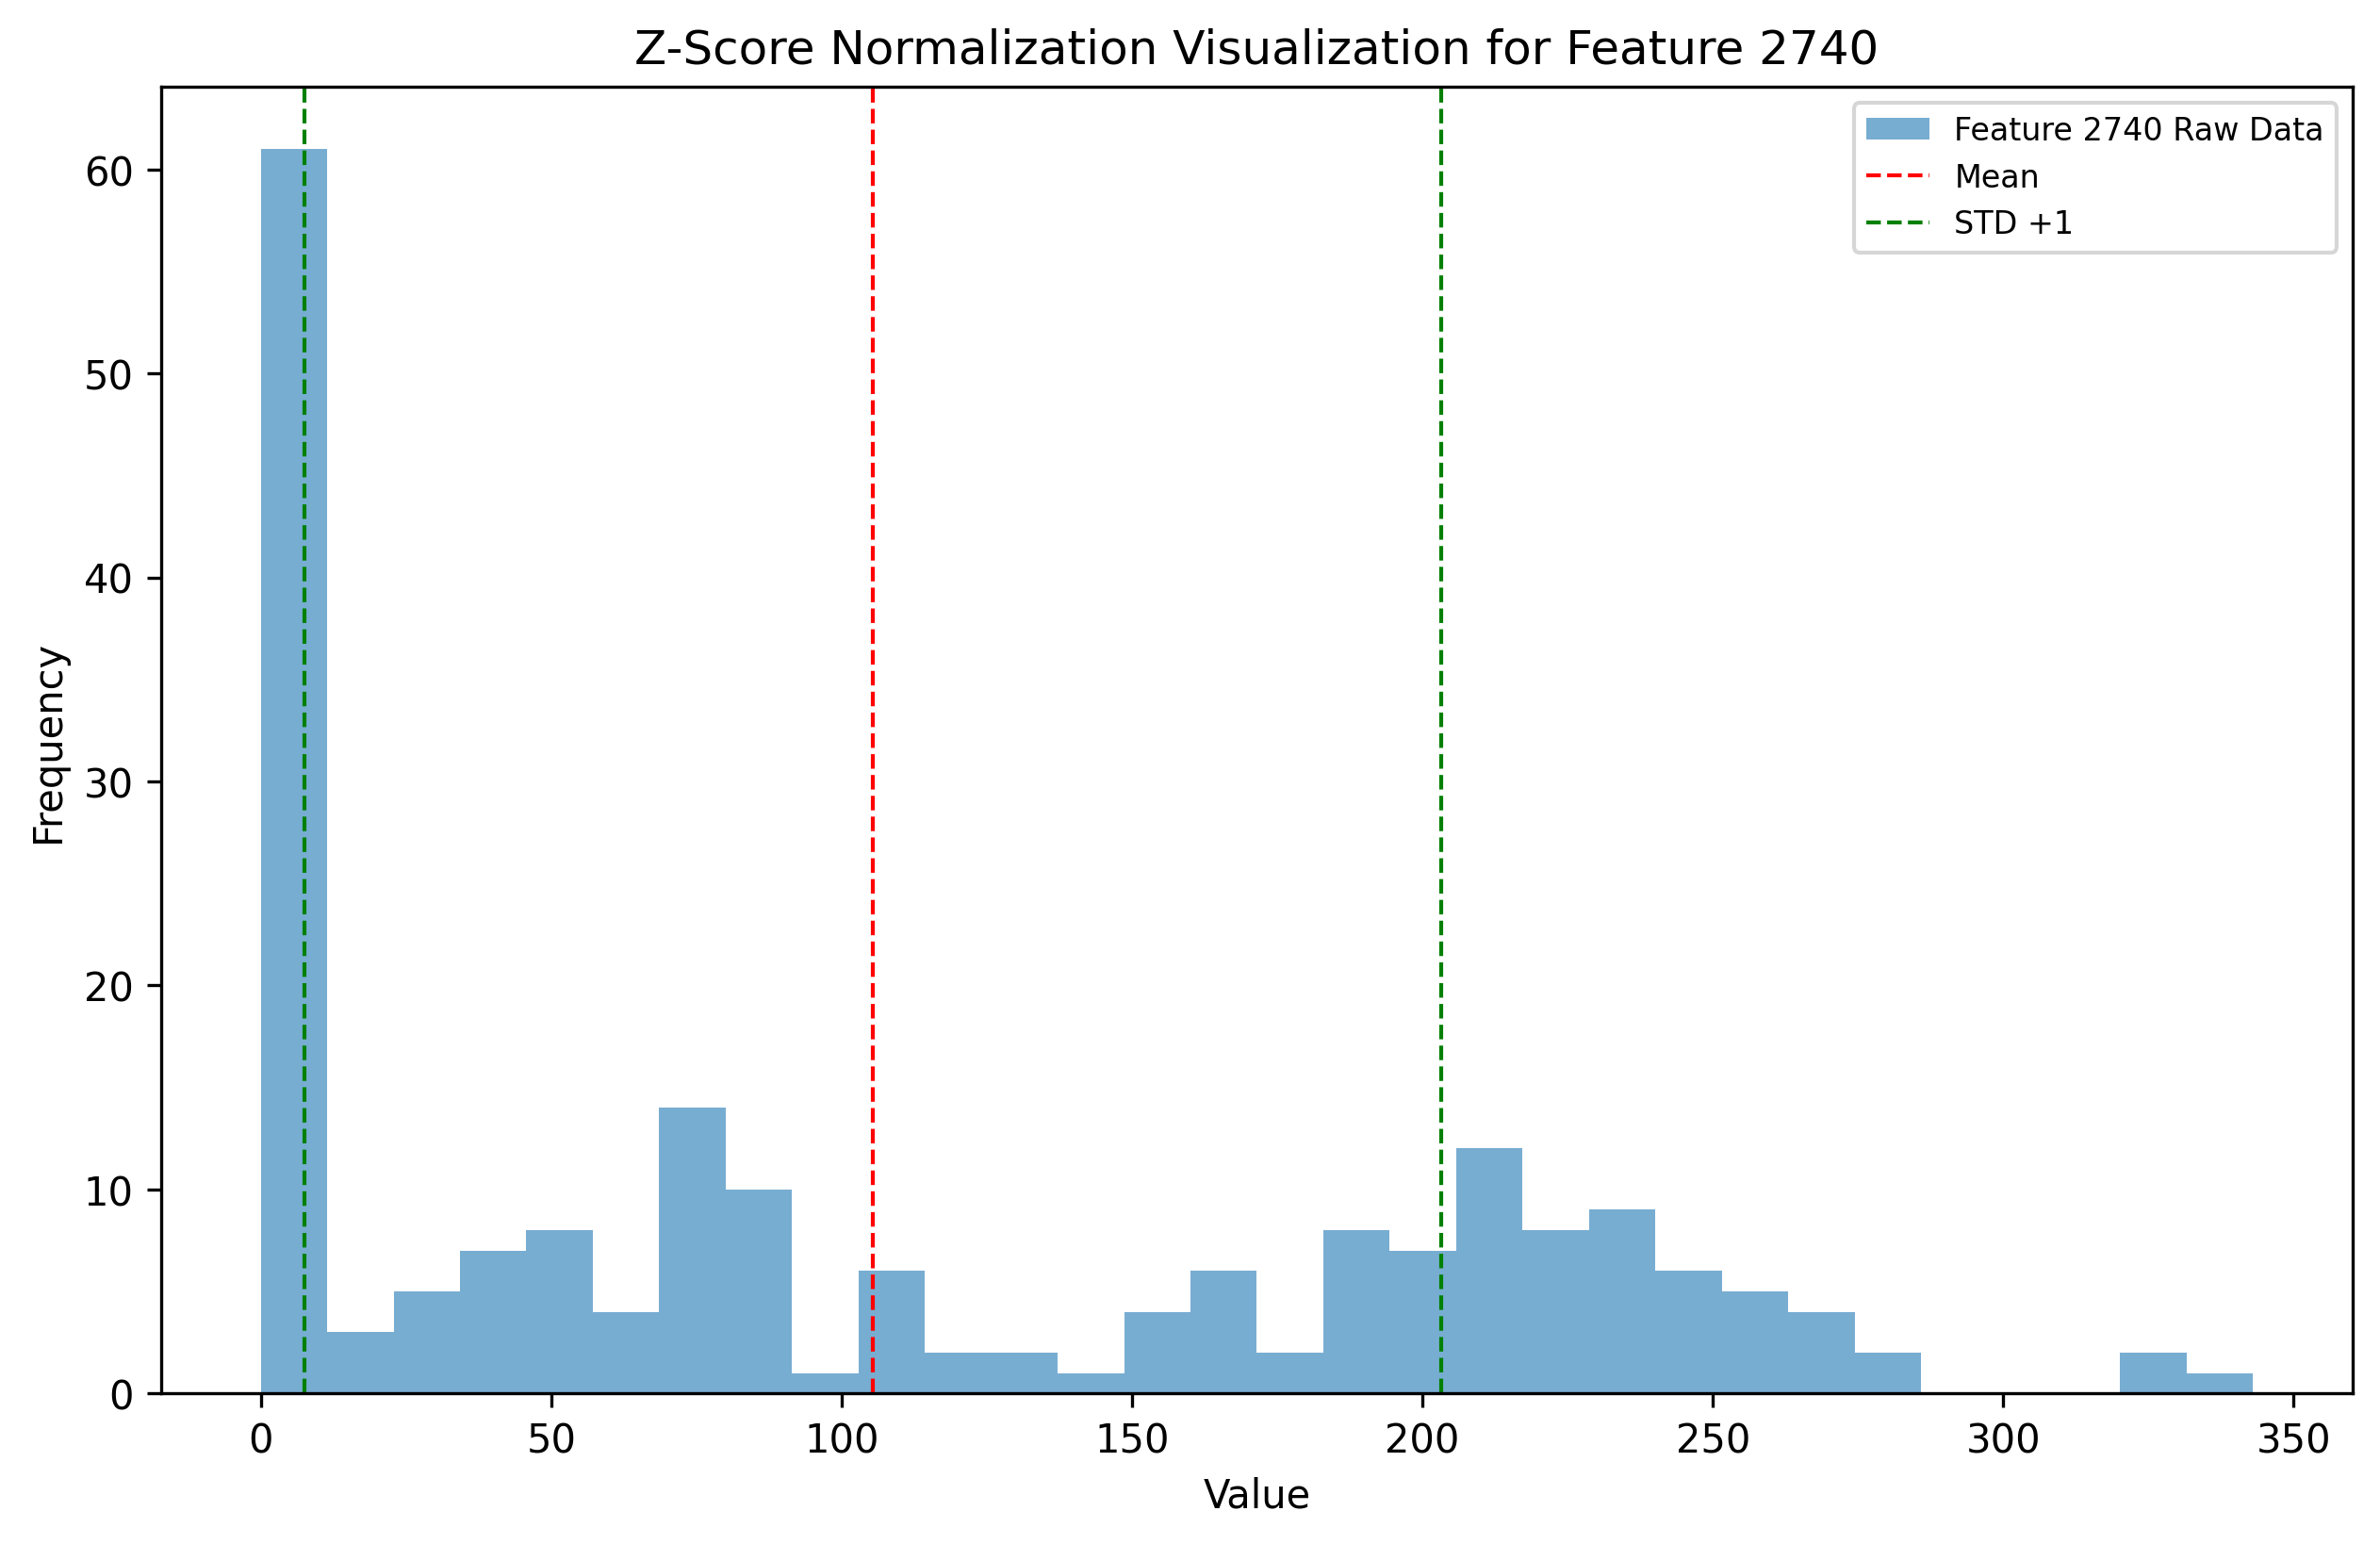 Z-Score Normalization Visualization for Feature 2740
Feature 2740 Raw Data
Mean
STD +1
60
50
40
30
20
10
0
Frequency
0 50 100 150 200 250 300 350
Value